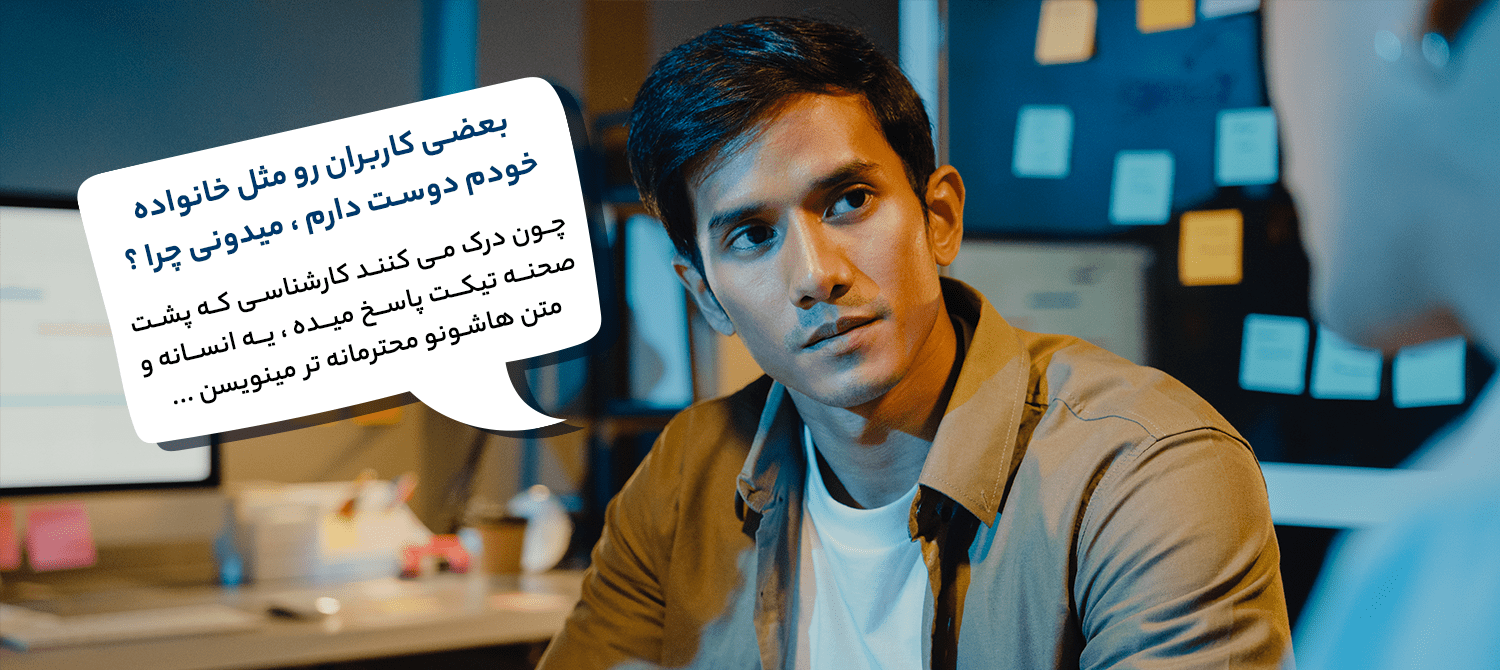 بعضی کاربران رو مثل خانواده
خودم دوست دارم ، میدونی چرا ؟
چون درک می کنند کارشناسی که پشت
صحنه تیکت پاسخ میده ، یه انسانه و
متن هاشونو محترمانه تر مینویسن ...